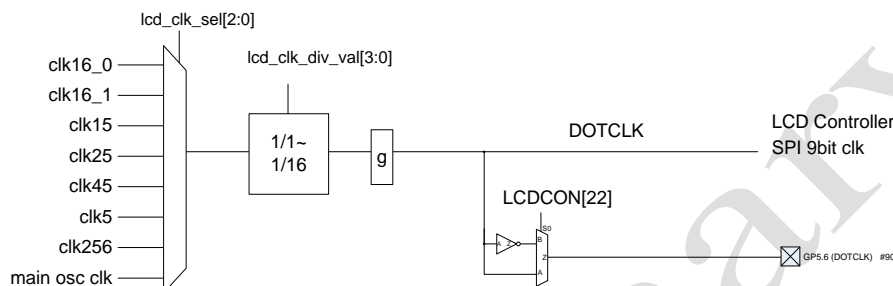 lcd_clk_sel[2:0]
lcd_clk_div_val[3:0]
clk16_0
clk16_1
clk15
clk25
clk45
clk5
clk256
main osc clk
1/1~
1/16
g
DOTCLK
LCD Controller
SPI 9bit clk
LCDCON[22]
S0
A Z
B
Z
A
GP5.6 (DOTCLK) #90